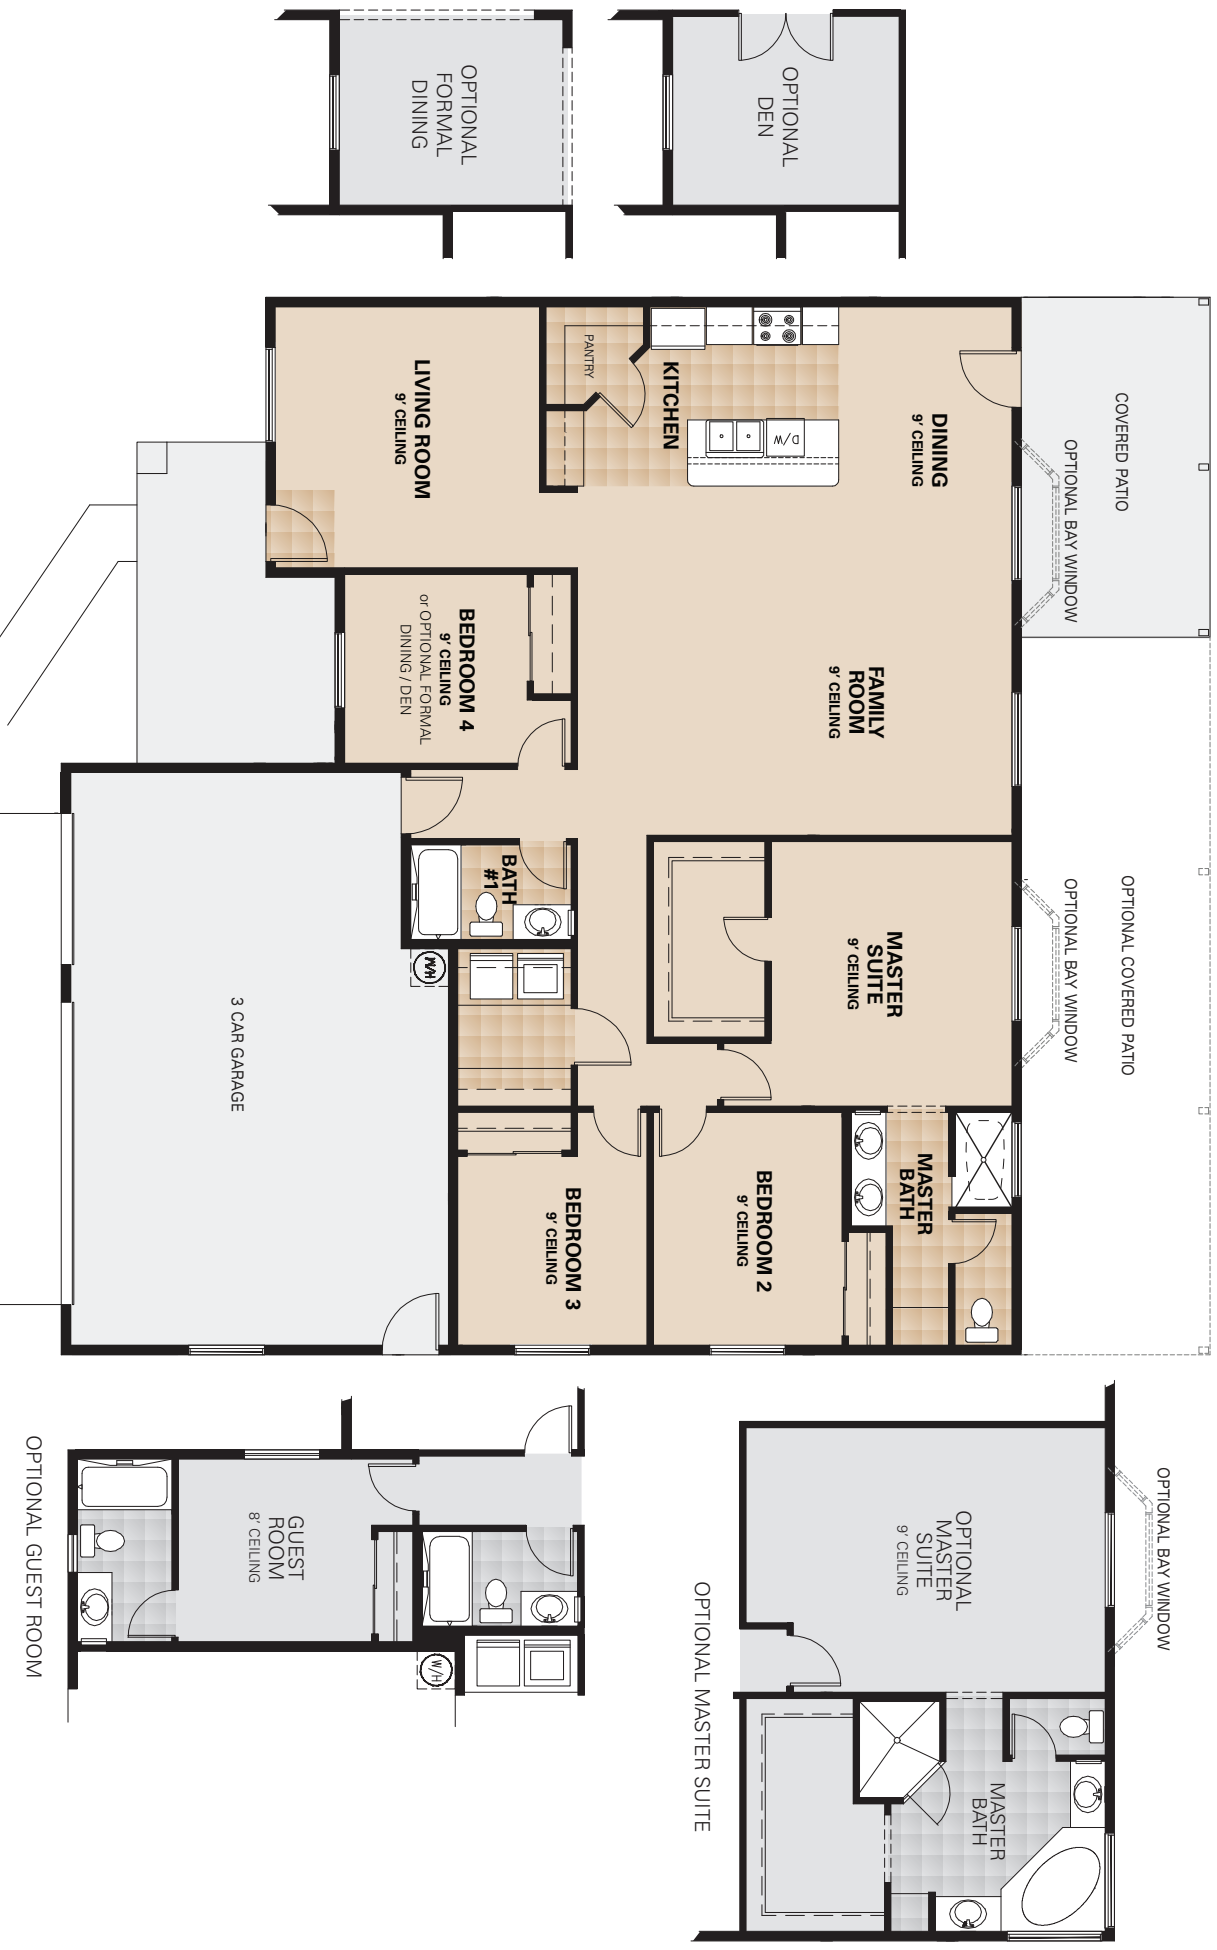 OPTIONAL
FORMAL
DINING
OPTIONAL
DEN
COVERED PATIO
OPTIONAL BAY WINDOW
DINING
9' CEILING
KITCHEN
PANTRY
D/W
LIVING ROOM
9' CEILING
FAMILY
ROOM
9' CEILING
BEDROOM 4
9' CEILING
or OPTIONAL FORMAL
DINING / DEN
OPTIONAL COVERED PATIO
OPTIONAL BAY WINDOW
MASTER
SUITE
9' CEILING
BATH
#1
W/H
3 CAR GARAGE
MASTER
BATH
BEDROOM 2
9' CEILING
BEDROOM 3
9' CEILING
OPTIONAL BAY WINDOW
OPTIONAL
MASTER
SUITE
9' CEILING
MASTER
BATH
OPTIONAL MASTER SUITE
GUEST
ROOM
8' CEILING
W/H
OPTIONAL GUEST ROOM